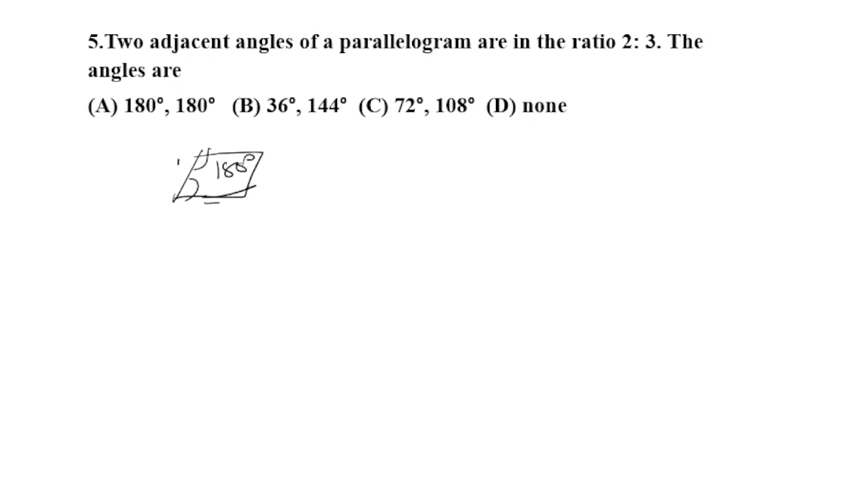 5.Two adjacent angles of a parallelogram are in the ratio 2: 3. The
angles are
(A) 180°, 180° (B) 36°, 144° (C) 72°, 108° (D) none
180°